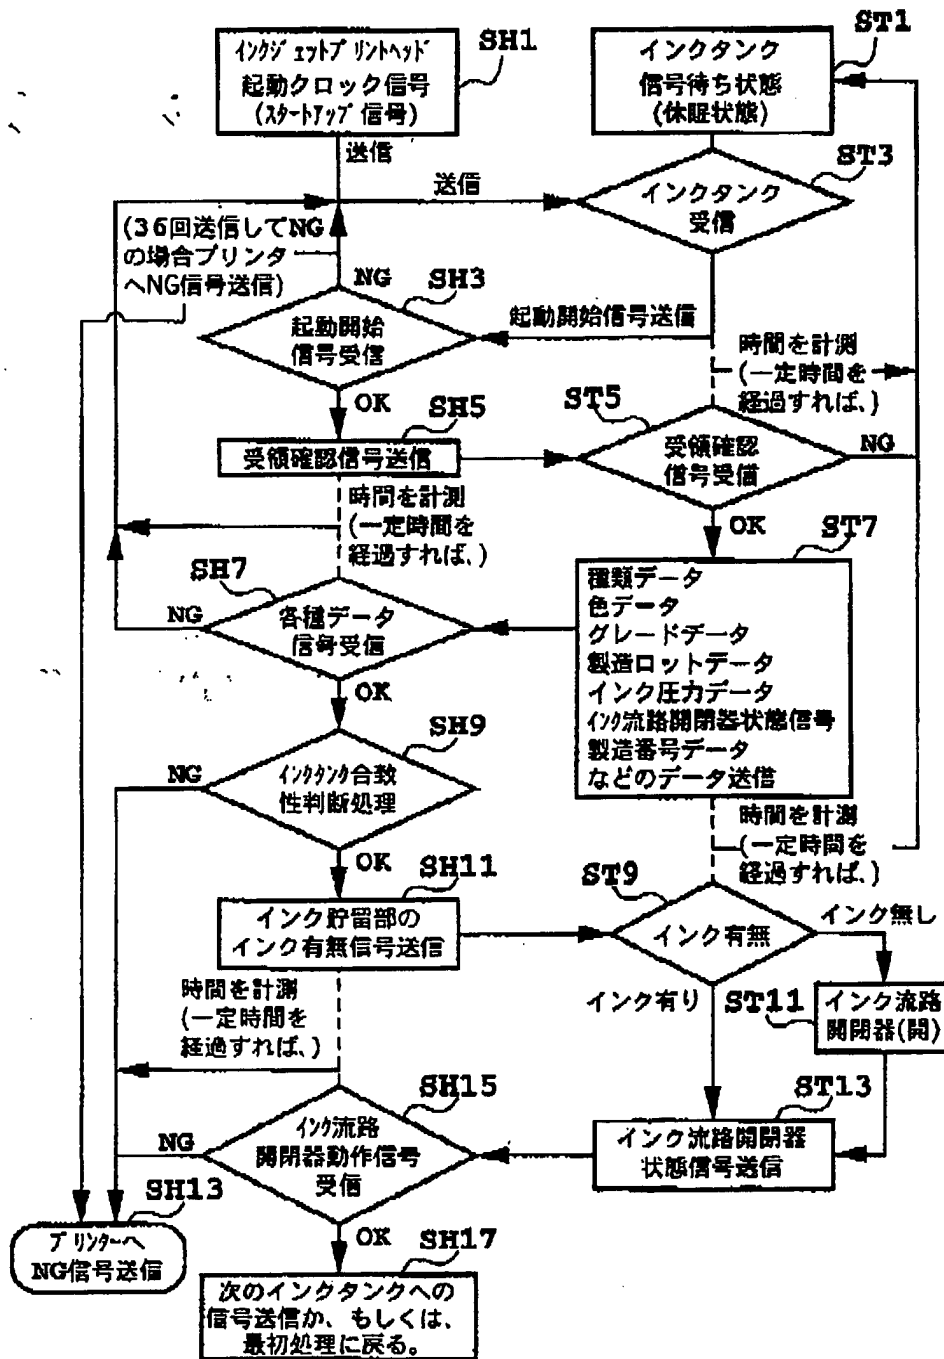 インクジェットプリントヘッド
起動クロック信号
(スタートアップ信号)
SH1
インクタンク
信号待ち状態
(休眠状態)
ST1
送信
送信
インクタンク
受信
ST3
(36回送信してNG
の場合プリンタ
へNG信号送信)
NG
SH3
起動開始
信号受信
起動開始信号送信
時間を計測
(一定時間を
経過すれば、)
OK
SH5
受領確認信号送信
ST5
受領確認
信号受信
NG
時間を計測
(一定時間を
経過すれば、)
OK
ST7
種類データ
色データ
グレードデータ
製造ロットデータ
インク圧力データ
インク流路開閉器状態信号
製造番号データ
などのデータ送信
SH7
NG
各種データ
信号受信
OK
SH9
NG
インクタンク合致
性判断処理
時間を計測
(一定時間を
経過すれば、)
OK
SH11
インク貯留部の
インク有無信号送信
ST9
インク有無
インク無し
時間を計測
(一定時間を
経過すれば、)
インク有り
ST11
インク流路
開閉器(開)
SH15
NG
インク流路
開閉器動作信号
受信
ST13
インク流路開閉器
状態信号送信
SH13
プリンターへ
NG信号送信
OK
SH17
次のインクタンクへの
信号送信か、もしくは、
最初処理に戻る。